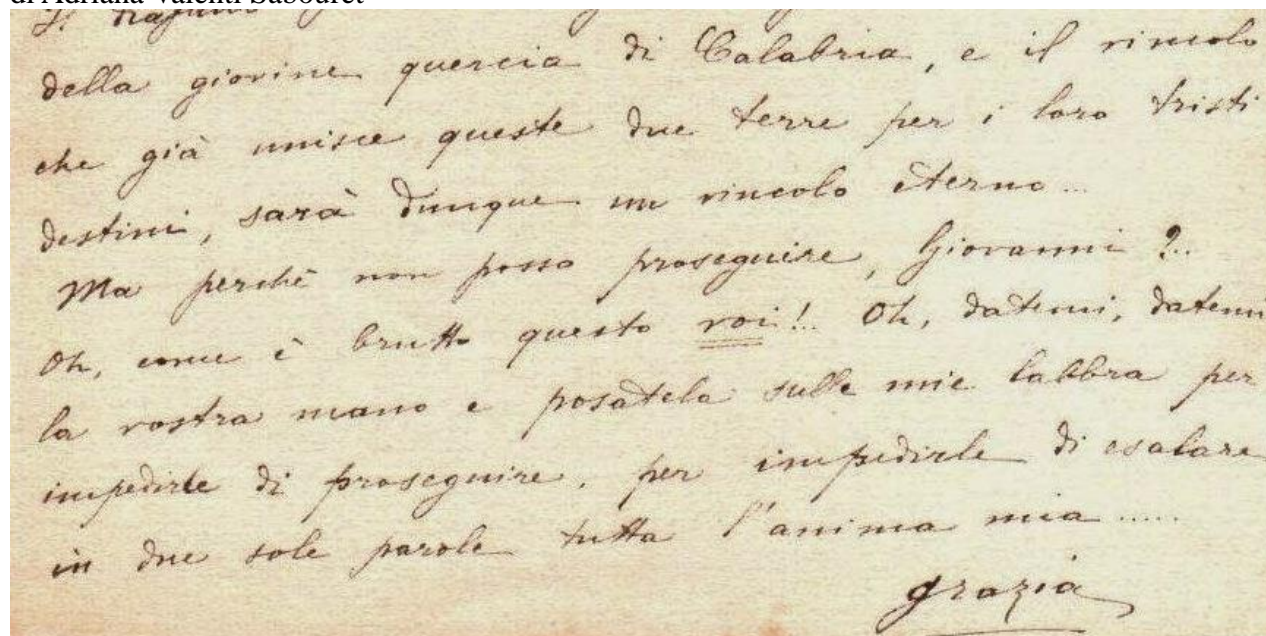 di Adriana Valenti Sabouret
della giovine quercia di Calabria, e il vincolo
che già unisce queste due terre per i loro tristi
destini, sarà dunque un vincolo eterno...
Ma perchè non posso proseguire, Giovanni?..
Oh, come è brutto questo voi!.. Oh, datemi, datemi
la vostra mano e posatela sulle mie labbra per
impedirle di proseguire, per impedirle di esalare
in due sole parole tutta l'anima mia.....
Grazia